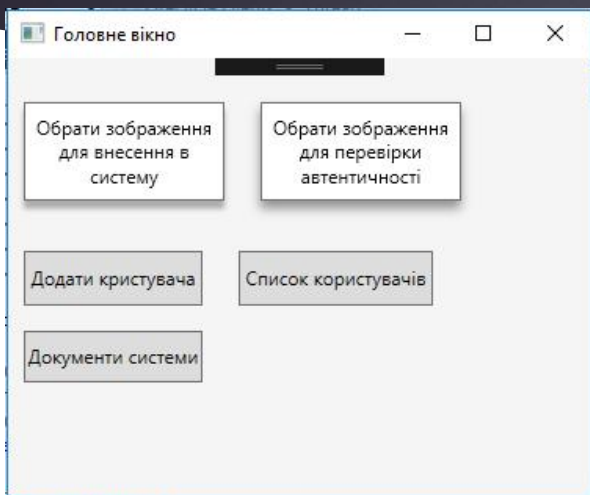 Головне вікно
Обрати зображення
для внесення в
систему
Обрати зображення
для перевірки
автентичності
Додати кристувача
Список користувачів
Документи системи